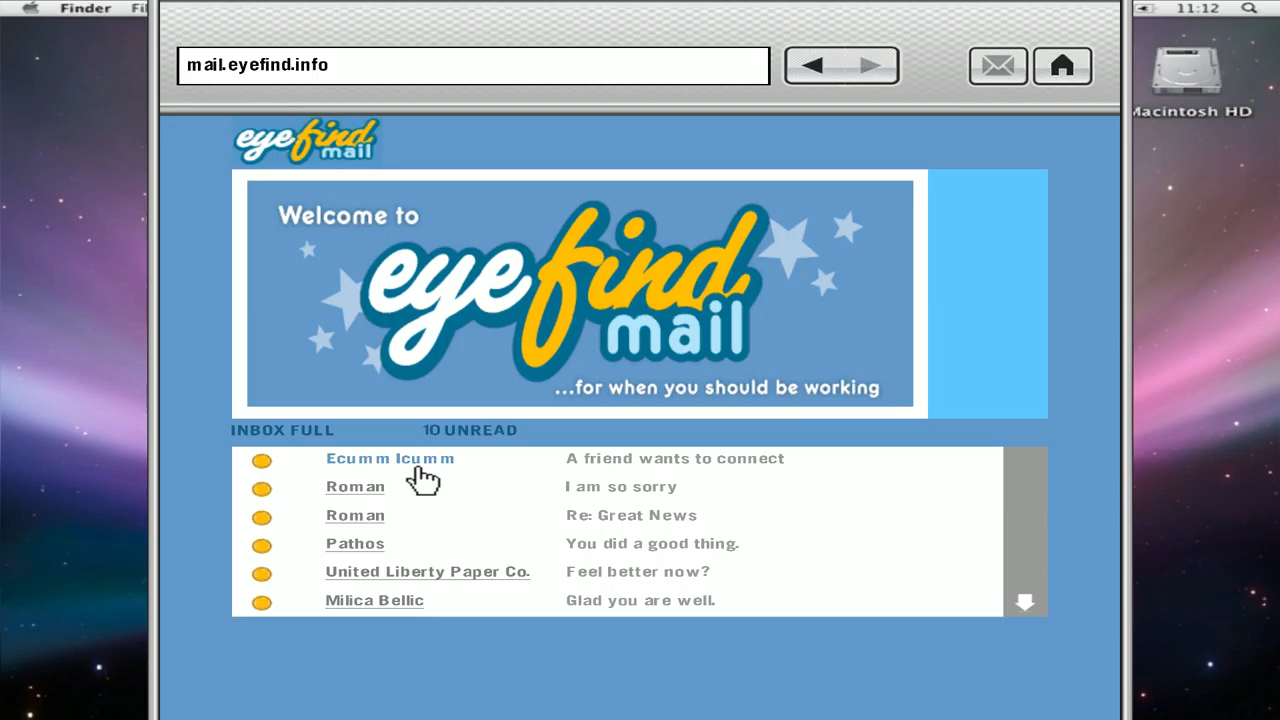 Finder Fi
11:12
mail.eyefind.info
Macintosh HD
eyefind mail
Welcome to
eyefind
mail
...for when you should be working
INBOX FULL 10 UNREAD
Ecumm Icumm A friend wants to connect
Roman I am so sorry
Roman Re: Great News
Pathos You did a good thing.
United Liberty Paper Co. Feel better now?
Milica Bellic Glad you are well.